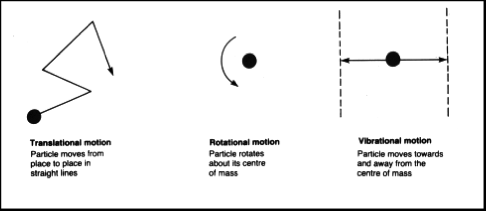 Translational motion
Particle moves from
place to place in
straight lines
Rotational motion
Particle rotates
about its centre
of mass
Vibrational motion
Particle moves towards
and away from the
centre of mass